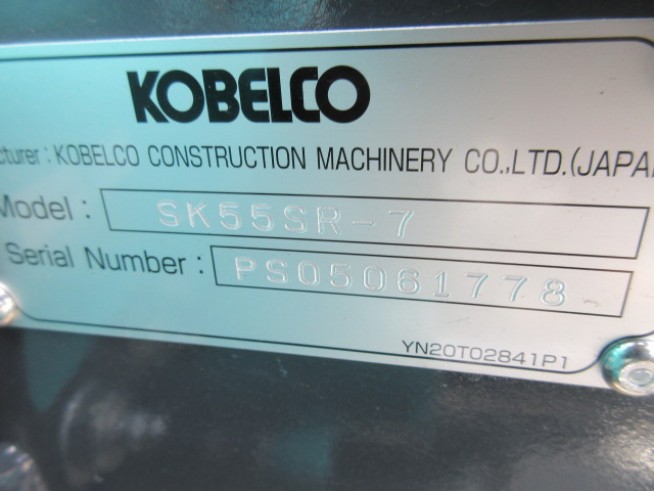 KOBELCO
cturer : KOBELCO CONSTRUCTION MACHINERY CO.,LTD.(JAPA
Model : SK55SR-7
Serial Number : PS05061778
YN20T02841P1